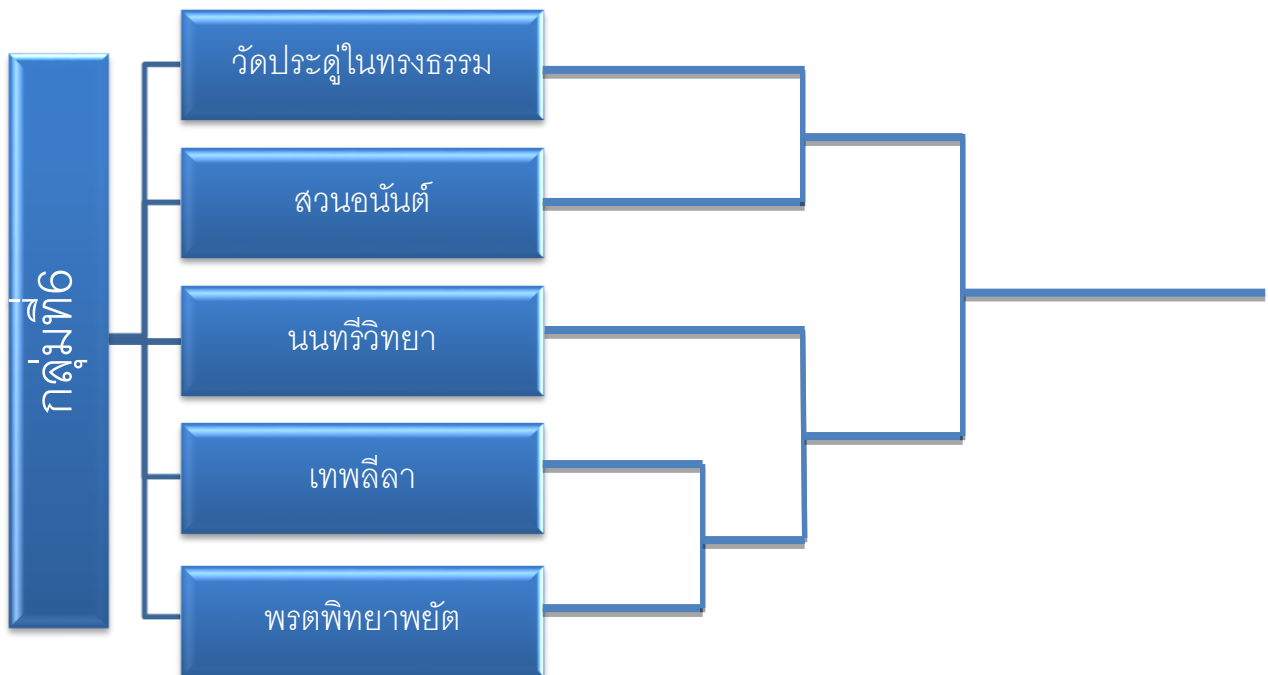 กลุ่มที่6
วัดประดู่ในทรงธรรม
สวนอนันต์
นนทรีวิทยา
เทพลีลา
พรตพิทยาพยัต